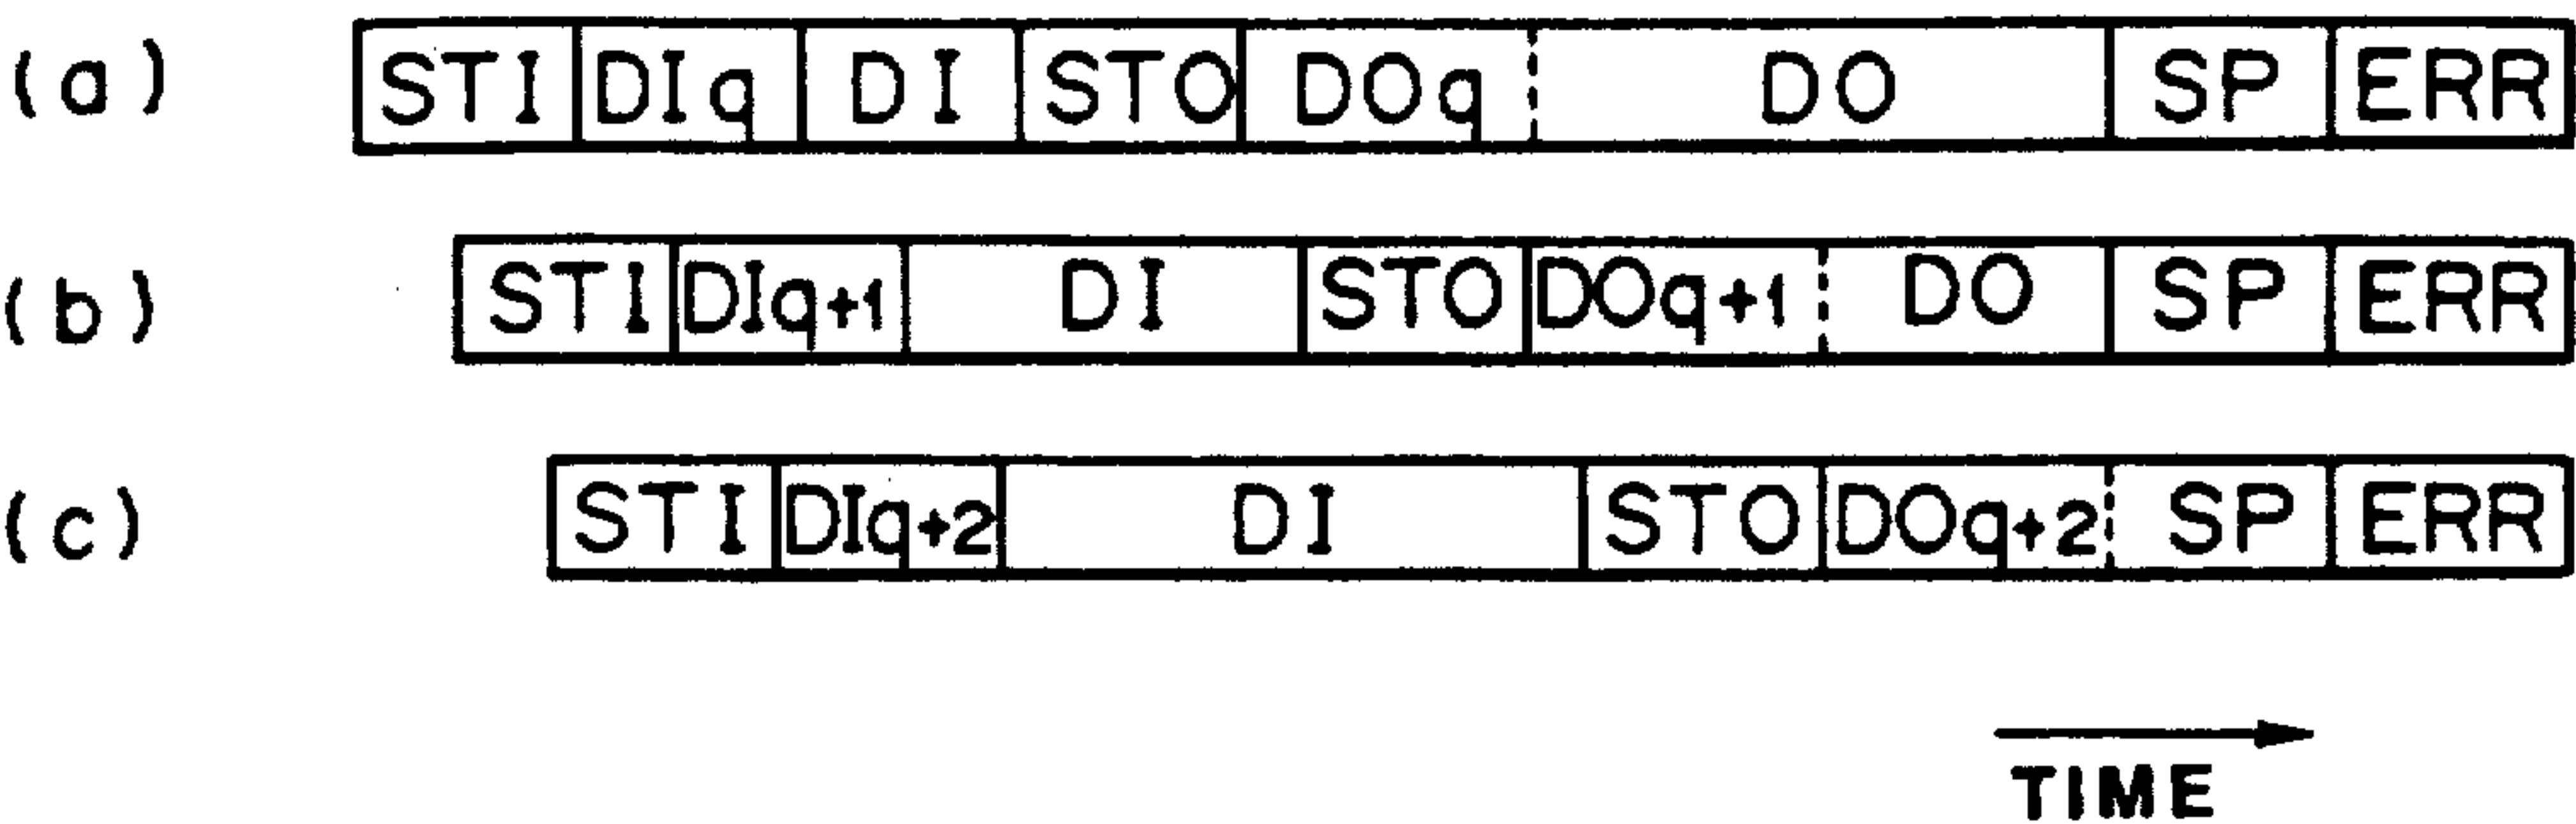 (a) STI DIq DI STO DOq DO SP ERR
(b) STI DIq+1 DI STO DOq+1 DO SP ERR
(c) STI DIq+2 DI STO DOq+2 SP ERR
TIME